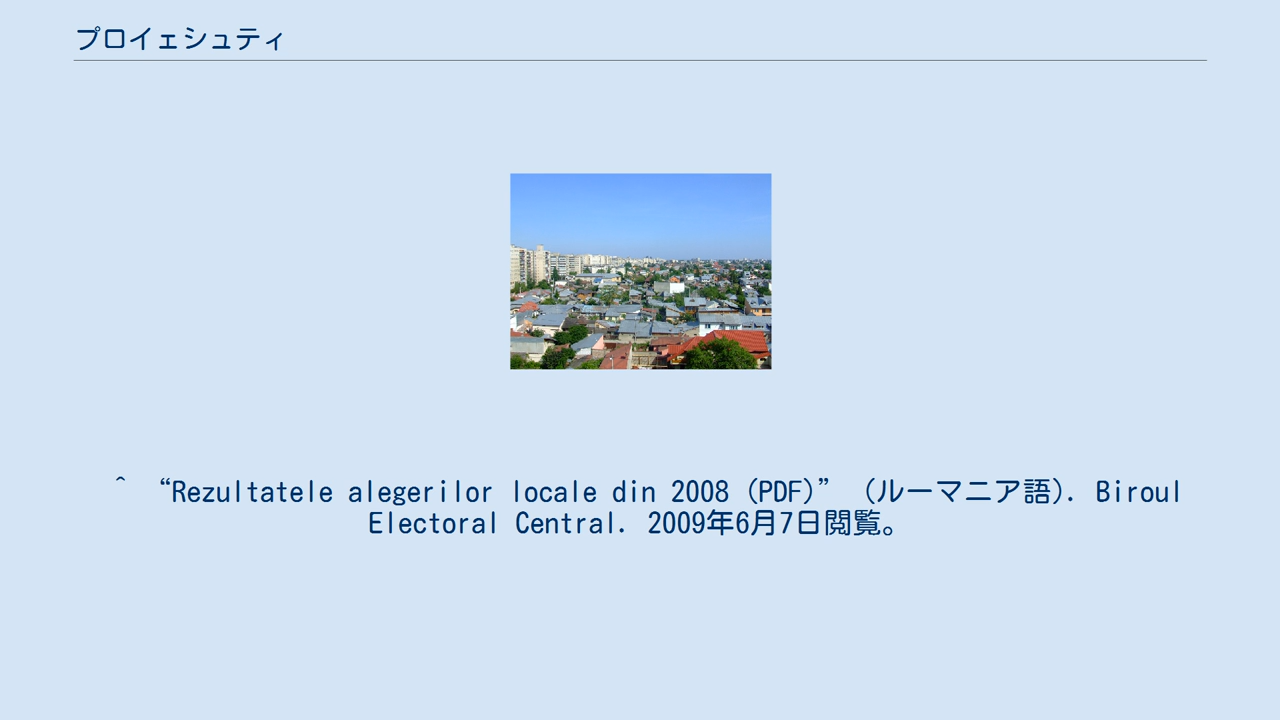 プロイェシュティ
^ “Rezultatele alegerilor locale din 2008 (PDF)” (ルーマニア語). Biroul
Electoral Central. 2009年6月7日閲覧。